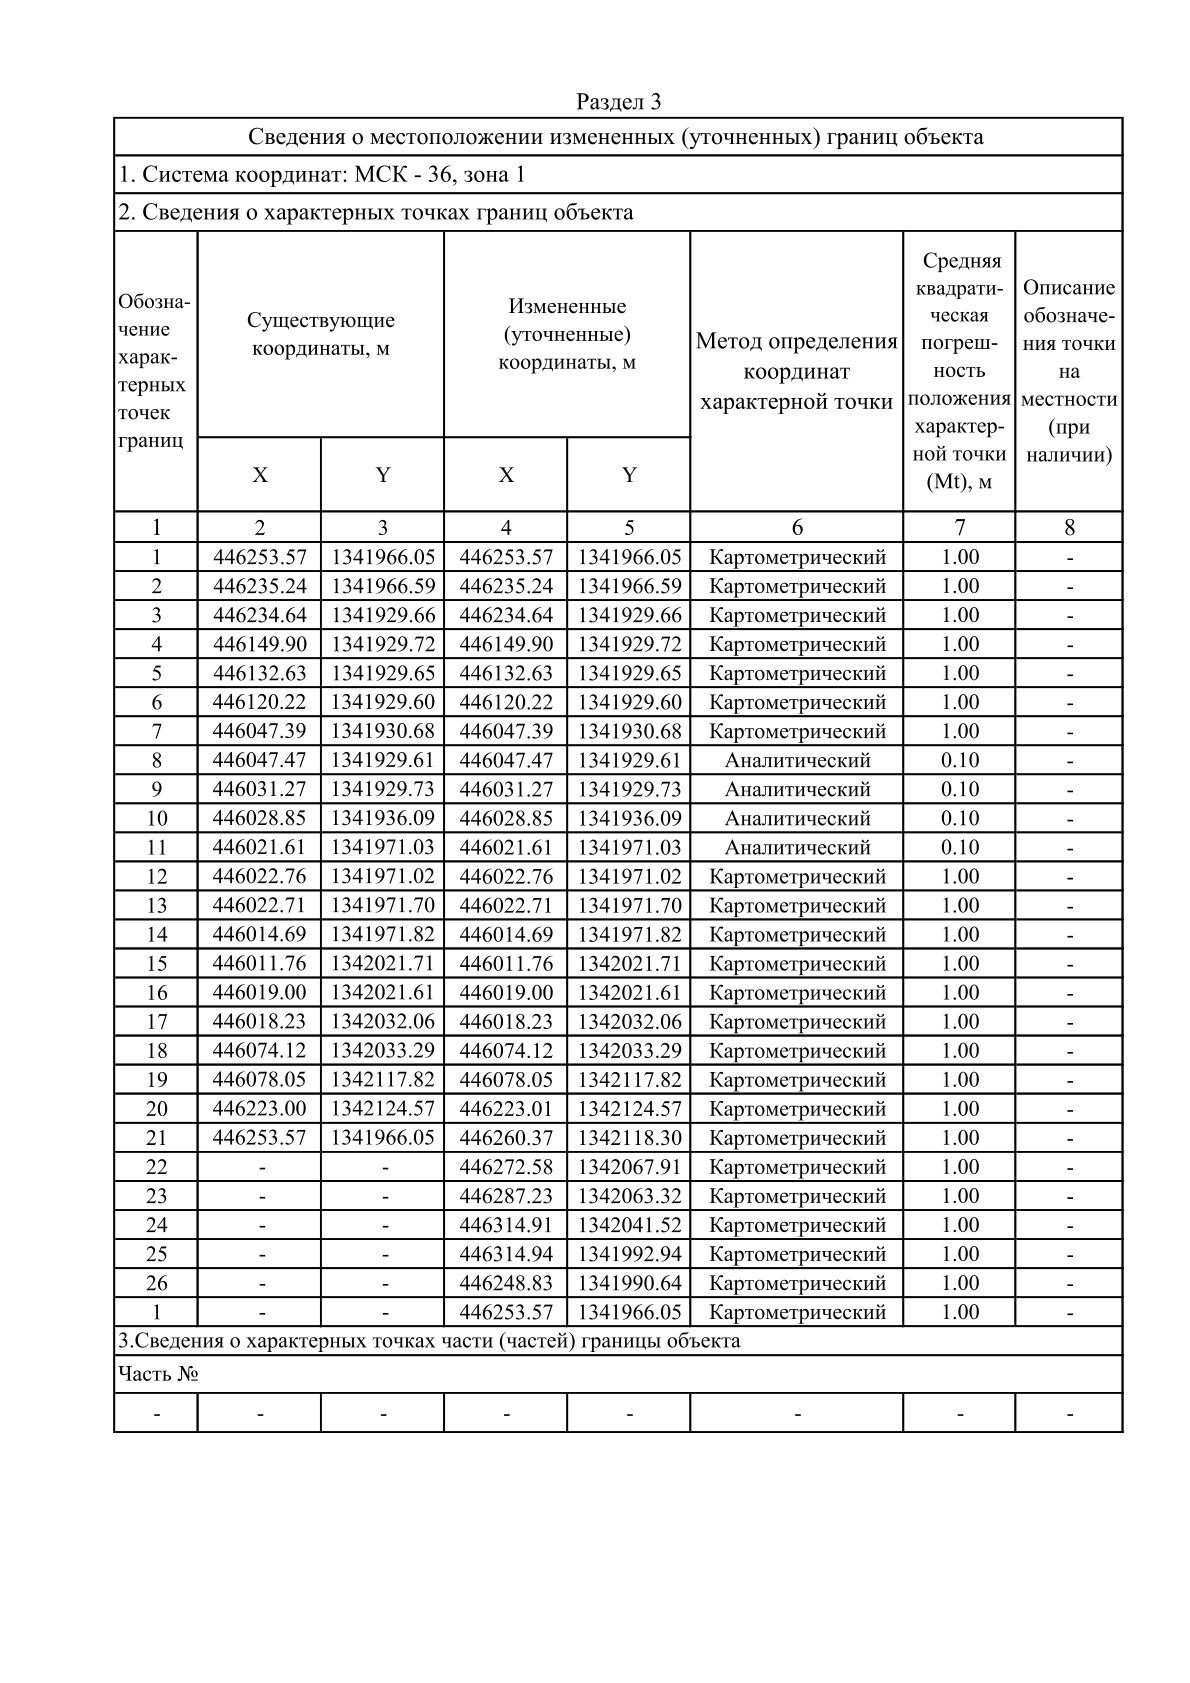 Раздел 3
Сведения о местоположении измененных (уточненных) границ объекта
1. Система координат: МСК - 36, зона 1
2. Сведения о характерных точках границ объекта
Обозна-
чение
харак-
терных
точек
границ
Существующие
координаты, м
Измененные
(уточненные)
координаты, м
Метод определения
координат
характерной точки
Средняя
квадрати-
ческая
погреш-
ность
положения
характер-
ной точки
(Mt), м
Описание
обозначе-
ния точки
на
местности
(при
наличии)
X Y X Y
1 2 3 4 5 6 7 8
1 446253.57 1341966.05 446253.57 1341966.05 Картометрический 1.00 -
2 446235.24 1341966.59 446235.24 1341966.59 Картометрический 1.00 -
3 446234.64 1341929.66 446234.64 1341929.66 Картометрический 1.00 -
4 446149.90 1341929.72 446149.90 1341929.72 Картометрический 1.00 -
5 446132.63 1341929.65 446132.63 1341929.65 Картометрический 1.00 -
6 446120.22 1341929.60 446120.22 1341929.60 Картометрический 1.00 -
7 446047.39 1341930.68 446047.39 1341930.68 Картометрический 1.00 -
8 446047.47 1341929.61 446047.47 1341929.61 Аналитический 0.10 -
9 446031.27 1341929.73 446031.27 1341929.73 Аналитический 0.10 -
10 446028.85 1341936.09 446028.85 1341936.09 Аналитический 0.10 -
11 446021.61 1341971.03 446021.61 1341971.03 Аналитический 0.10 -
12 446022.76 1341971.02 446022.76 1341971.02 Картометрический 1.00 -
13 446022.71 1341971.70 446022.71 1341971.70 Картометрический 1.00 -
14 446014.69 1341971.82 446014.69 1341971.82 Картометрический 1.00 -
15 446011.76 1342021.71 446011.76 1342021.71 Картометрический 1.00 -
16 446019.00 1342021.61 446019.00 1342021.61 Картометрический 1.00 -
17 446018.23 1342032.06 446018.23 1342032.06 Картометрический 1.00 -
18 446074.12 1342033.29 446074.12 1342033.29 Картометрический 1.00 -
19 446078.05 1342117.82 446078.05 1342117.82 Картометрический 1.00 -
20 446223.00 1342124.57 446223.01 1342124.57 Картометрический 1.00 -
21 446253.57 1341966.05 446260.37 1342118.30 Картометрический 1.00 -
22 - - 446272.58 1342067.91 Картометрический 1.00 -
23 - - 446287.23 1342063.32 Картометрический 1.00 -
24 - - 446314.91 1342041.52 Картометрический 1.00 -
25 - - 446314.94 1341992.94 Картометрический 1.00 -
26 - - 446248.83 1341990.64 Картометрический 1.00 -
1 - - 446253.57 1341966.05 Картометрический 1.00 -
3.Сведения о характерных точках части (частей) границы объекта
Часть №
- - - - - - - -